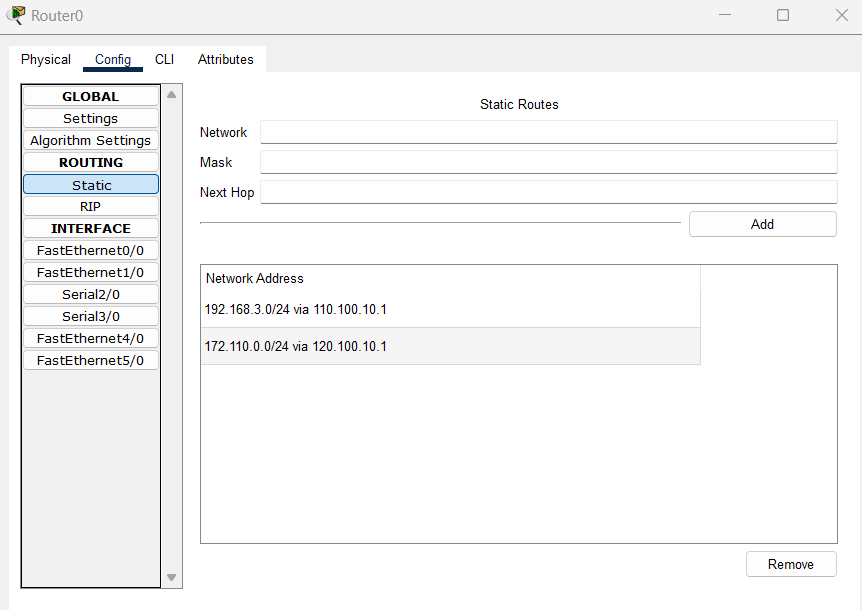 Router0
Physical Config CLI Attributes
GLOBAL
Settings
Algorithm Settings
ROUTING
Static
RIP
INTERFACE
FastEthernet0/0
FastEthernet1/0
Serial2/0
Serial3/0
FastEthernet4/0
FastEthernet5/0
Static Routes
Network
Mask
Next Hop
Add
Network Address
192.168.3.0/24 via 110.100.10.1
172.110.0.0/24 via 120.100.10.1
Remove